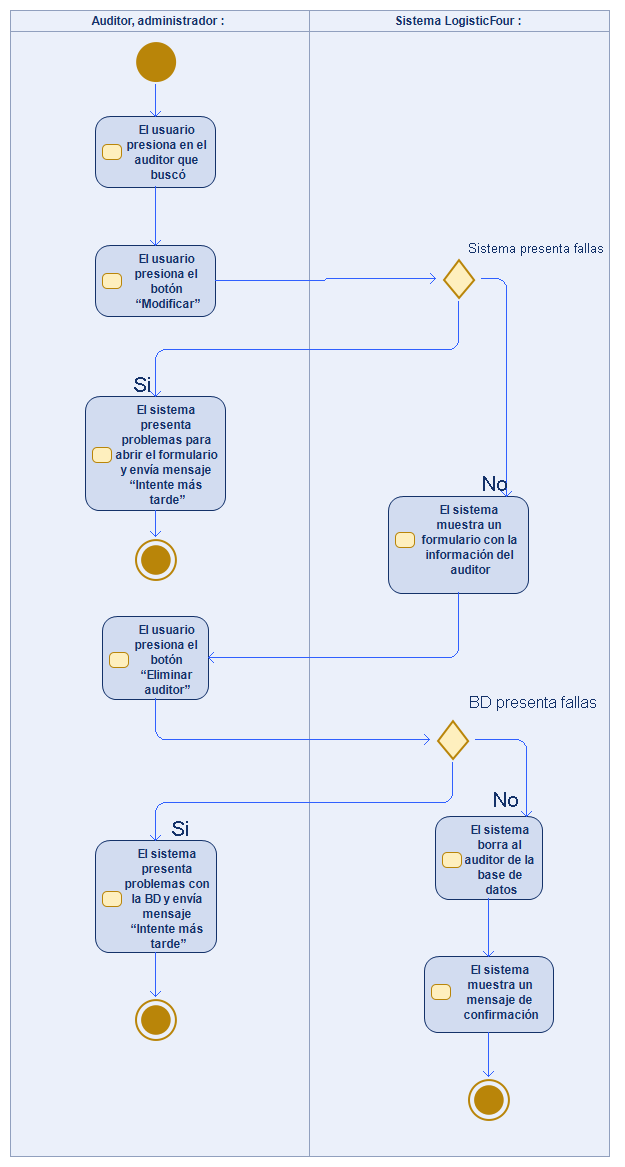 Auditor, administrador :
Sistema LogisticFour :
El usuario
presiona en el
auditor que
buscó
El usuario
presiona el
botón
“Modificar”
Sistema presenta fallas
Si
El sistema
presenta
problemas para
abrir el formulario
y envía mensaje
“Intente más
tarde”
No
El sistema
muestra un
formulario con la
información del
auditor
El usuario
presiona el
botón
“Eliminar
auditor”
BD presenta fallas
Si
El sistema
presenta
problemas con
la BD y envía
mensaje
“Intente más
tarde”
No
El sistema
borra al
auditor de la
base de
datos
El sistema
muestra un
mensaje de
confirmación